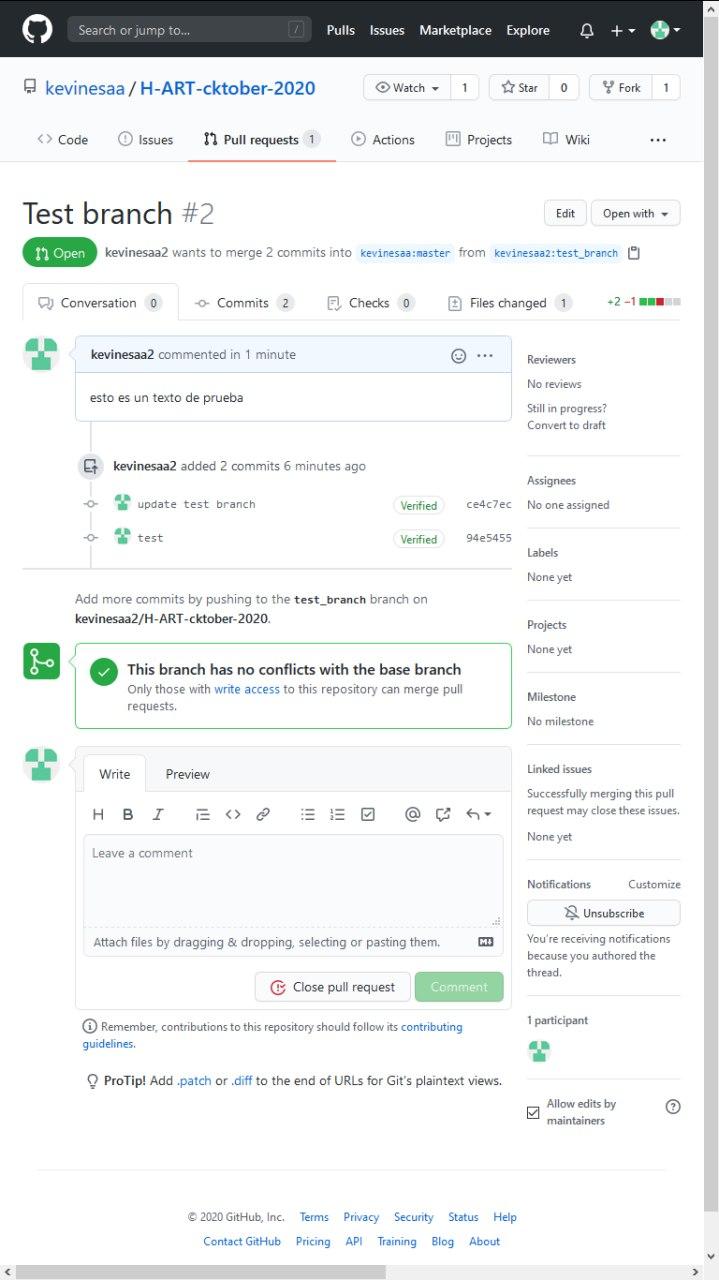 Search or jump to... / Pulls Issues Marketplace Explore
kevinesaa / H-ART-cktober-2020 Watch 1 Star 0 Fork 1
Code Issues Pull requests 1 Actions Projects Wiki ...
Test branch #2 Edit Open with
Open kevinesaa2 wants to merge 2 commits into kevinesaa:master from kevinesaa2:test_branch
Conversation 0 Commits 2 Checks 0 Files changed 1 +2 −1
kevinesaa2 commented in 1 minute ...
esto es un texto de prueba
kevinesaa2 added 2 commits 6 minutes ago
update test branch Verified ce4c7ec
test Verified 94e5455
Add more commits by pushing to the test_branch branch on
kevinesaa2/H-ART-cktober-2020.
This branch has no conflicts with the base branch
Only those with write access to this repository can merge pull
requests.
Write Preview
H B I <> @
Leave a comment
Attach files by dragging & dropping, selecting or pasting them.
Close pull request Comment
Remember, contributions to this repository should follow its contributing
guidelines.
ProTip! Add .patch or .diff to the end of URLs for Git's plaintext views.
Reviewers
No reviews
Still in progress?
Convert to draft
Assignees
No one assigned
Labels
None yet
Projects
None yet
Milestone
No milestone
Linked issues
Successfully merging this pull
request may close these issues.
None yet
Notifications Customize
Unsubscribe
You're receiving notifications
because you authored the
thread.
1 participant
Allow edits by
maintainers ?
© 2020 GitHub, Inc. Terms Privacy Security Status Help
Contact GitHub Pricing API Training Blog About